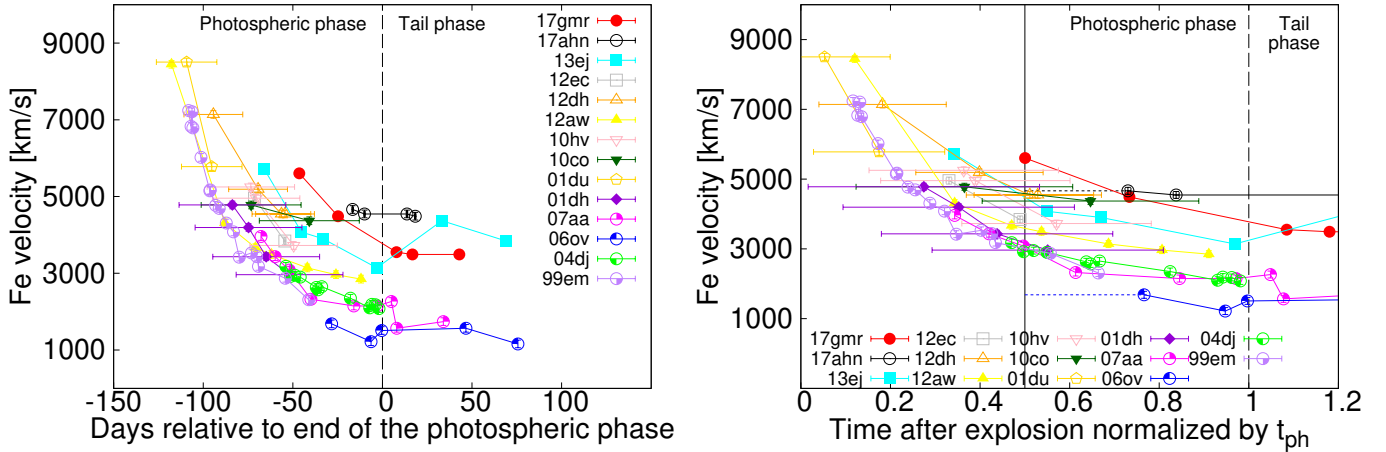 Photospheric phase Tail phase
9000
7000
5000
3000
1000
Fe velocity [km/s]
-150 -100 -50 0 50 100
Days relative to end of the photospheric phase
17gmr
17ahn
13ej
12ec
12dh
12aw
10hv
10co
01du
01dh
07aa
06ov
04dj
99em
Photospheric phase Tail phase
9000
7000
5000
3000
1000
Fe velocity [km/s]
17gmr 12ec 10hv 01dh 04dj
17ahn 12dh 10co 07aa 99em
13ej 12aw 01du 06ov
0 0.2 0.4 0.6 0.8 1 1.2
Time after explosion normalized by t_ph